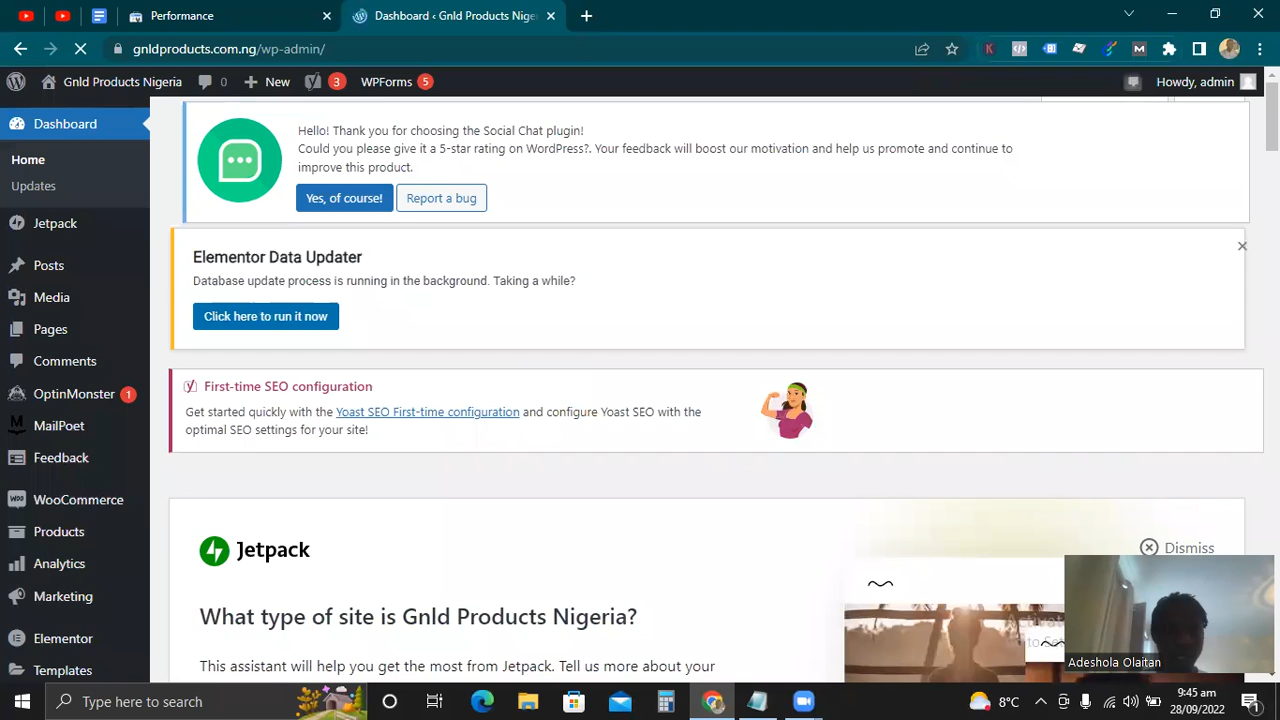 Performance
Dashboard ‹ Gnld Products Nige
gnldproducts.com.ng/wp-admin/
Gnld Products Nigeria
0
New
3
WPForms
5
Howdy, admin
Dashboard
Home
Updates
Jetpack
Posts
Media
Pages
Comments
OptinMonster
1
MailPoet
Feedback
WooCommerce
Products
Analytics
Marketing
Elementor
Templates
Hello! Thank you for choosing the Social Chat plugin!
Could you please give it a 5-star rating on WordPress?. Your feedback will boost our motivation and help us promote and continue to
improve this product.
Yes, of course!
Report a bug
Elementor Data Updater
Database update process is running in the background. Taking a while?
Click here to run it now
First-time SEO configuration
Get started quickly with the Yoast SEO First-time configuration and configure Yoast SEO with the
optimal SEO settings for your site!
Jetpack
Dismiss
What type of site is Gnld Products Nigeria?
This assistant will help you get the most from Jetpack. Tell us more about your
Adeshola Olaitan
Type here to search
8°C
9:45 am
28/09/2022
1